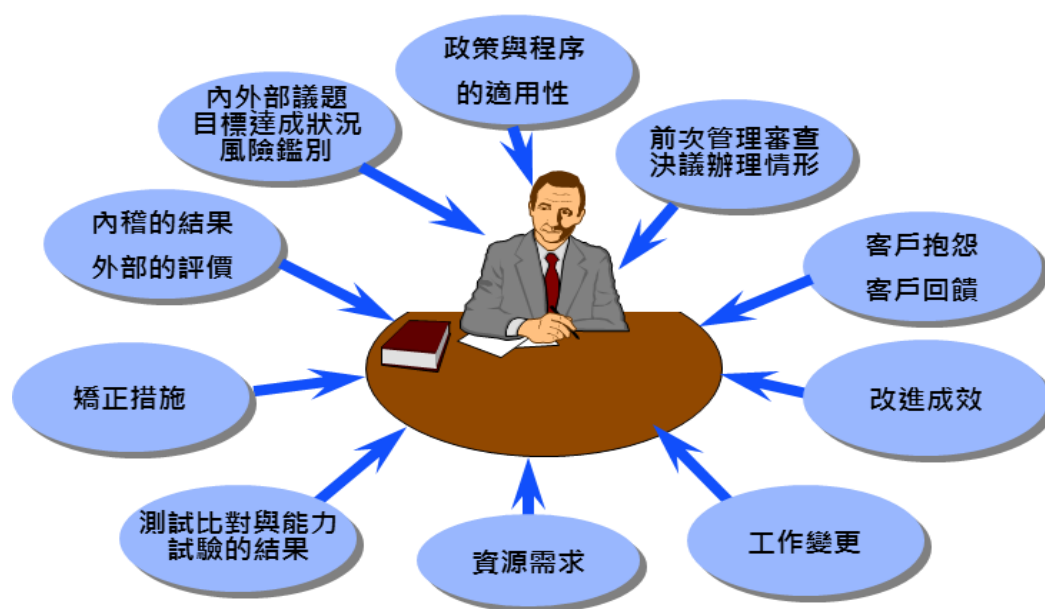 政策與程序
的適用性
內外部議題
目標達成狀況
風險鑑別
前次管理審查
決議辦理情形
內稽的結果
外部的評價
客戶抱怨
客戶回饋
矯正措施
改進成效
測試比對與能力
試驗的結果
資源需求
工作變更